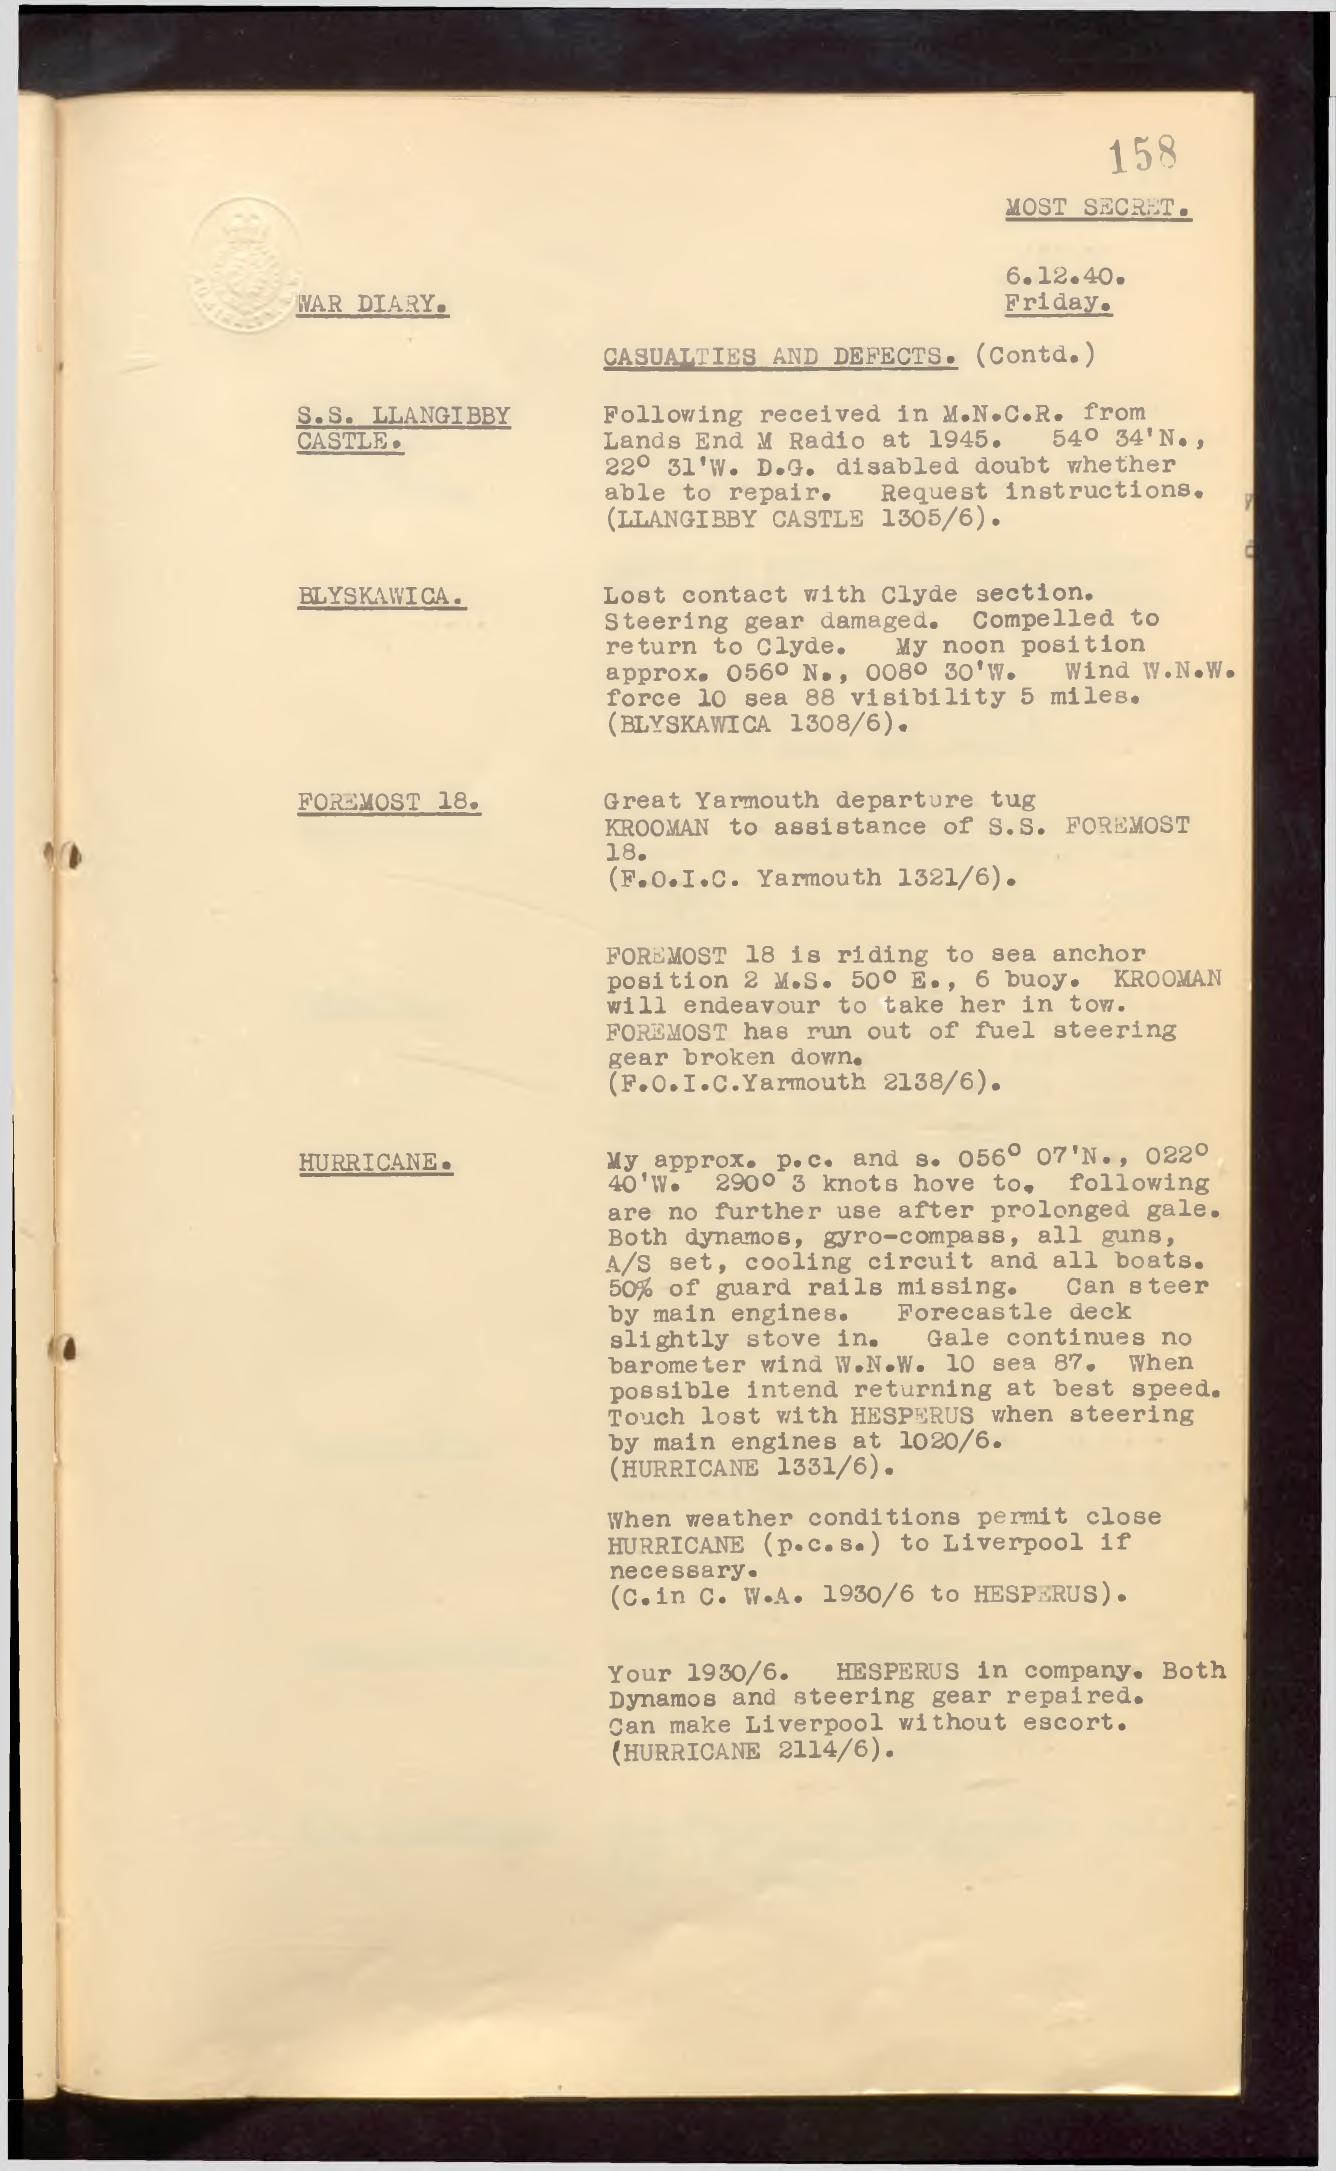 158
MOST SECRET.
6.12.40.
WAR DIARY.
Friday.
CASUALTIES AND DEFECTS. (Contd.)
S.S. LLANGIBBY
CASTLE.
Following received in M.N.C.R. from
Lands End M Radio at 1945. 54° 34'N.,
22° 31'W. D.G. disabled doubt whether
able to repair. Request instructions.
(LLANGIBBY CASTLE 1305/6).
BLYSKAWICA.
Lost contact with Clyde section.
Steering gear damaged. Compelled to
return to Clyde. My noon position
approx. 056° N., 008° 30'W. Wind W.N.W.
force 10 sea 88 visibility 5 miles.
(BLYSKAWICA 1308/6).
FOREMOST 18.
Great Yarmouth departure tug
KROOMAN to assistance of S.S. FOREMOST
18.
(F.O.I.C. Yarmouth 1321/6).
FOREMOST 18 is riding to sea anchor
position 2 M.S. 50° E., 6 buoy. KROOMAN
will endeavour to take her in tow.
FOREMOST has run out of fuel steering
gear broken down.
(F.O.I.C.Yarmouth 2138/6).
HURRICANE.
My approx. p.c. and s. 056° 07'N., 022°
40'W. 290° 3 knots hove to. following
are no further use after prolonged gale.
Both dynamos, gyro-compass, all guns,
A/S set, cooling circuit and all boats.
50% of guard rails missing. Can steer
by main engines. Forecastle deck
slightly stove in. Gale continues no
barometer wind W.N.W. 10 sea 87. When
possible intend returning at best speed.
Touch lost with HESPERUS when steering
by main engines at 1020/6.
(HURRICANE 1331/6).
When weather conditions permit close
HURRICANE (p.c.s.) to Liverpool if
necessary.
(C.in C. W.A. 1930/6 to HESPERUS).
Your 1930/6. HESPERUS in company. Both
Dynamos and steering gear repaired.
Can make Liverpool without escort.
(HURRICANE 2114/6).